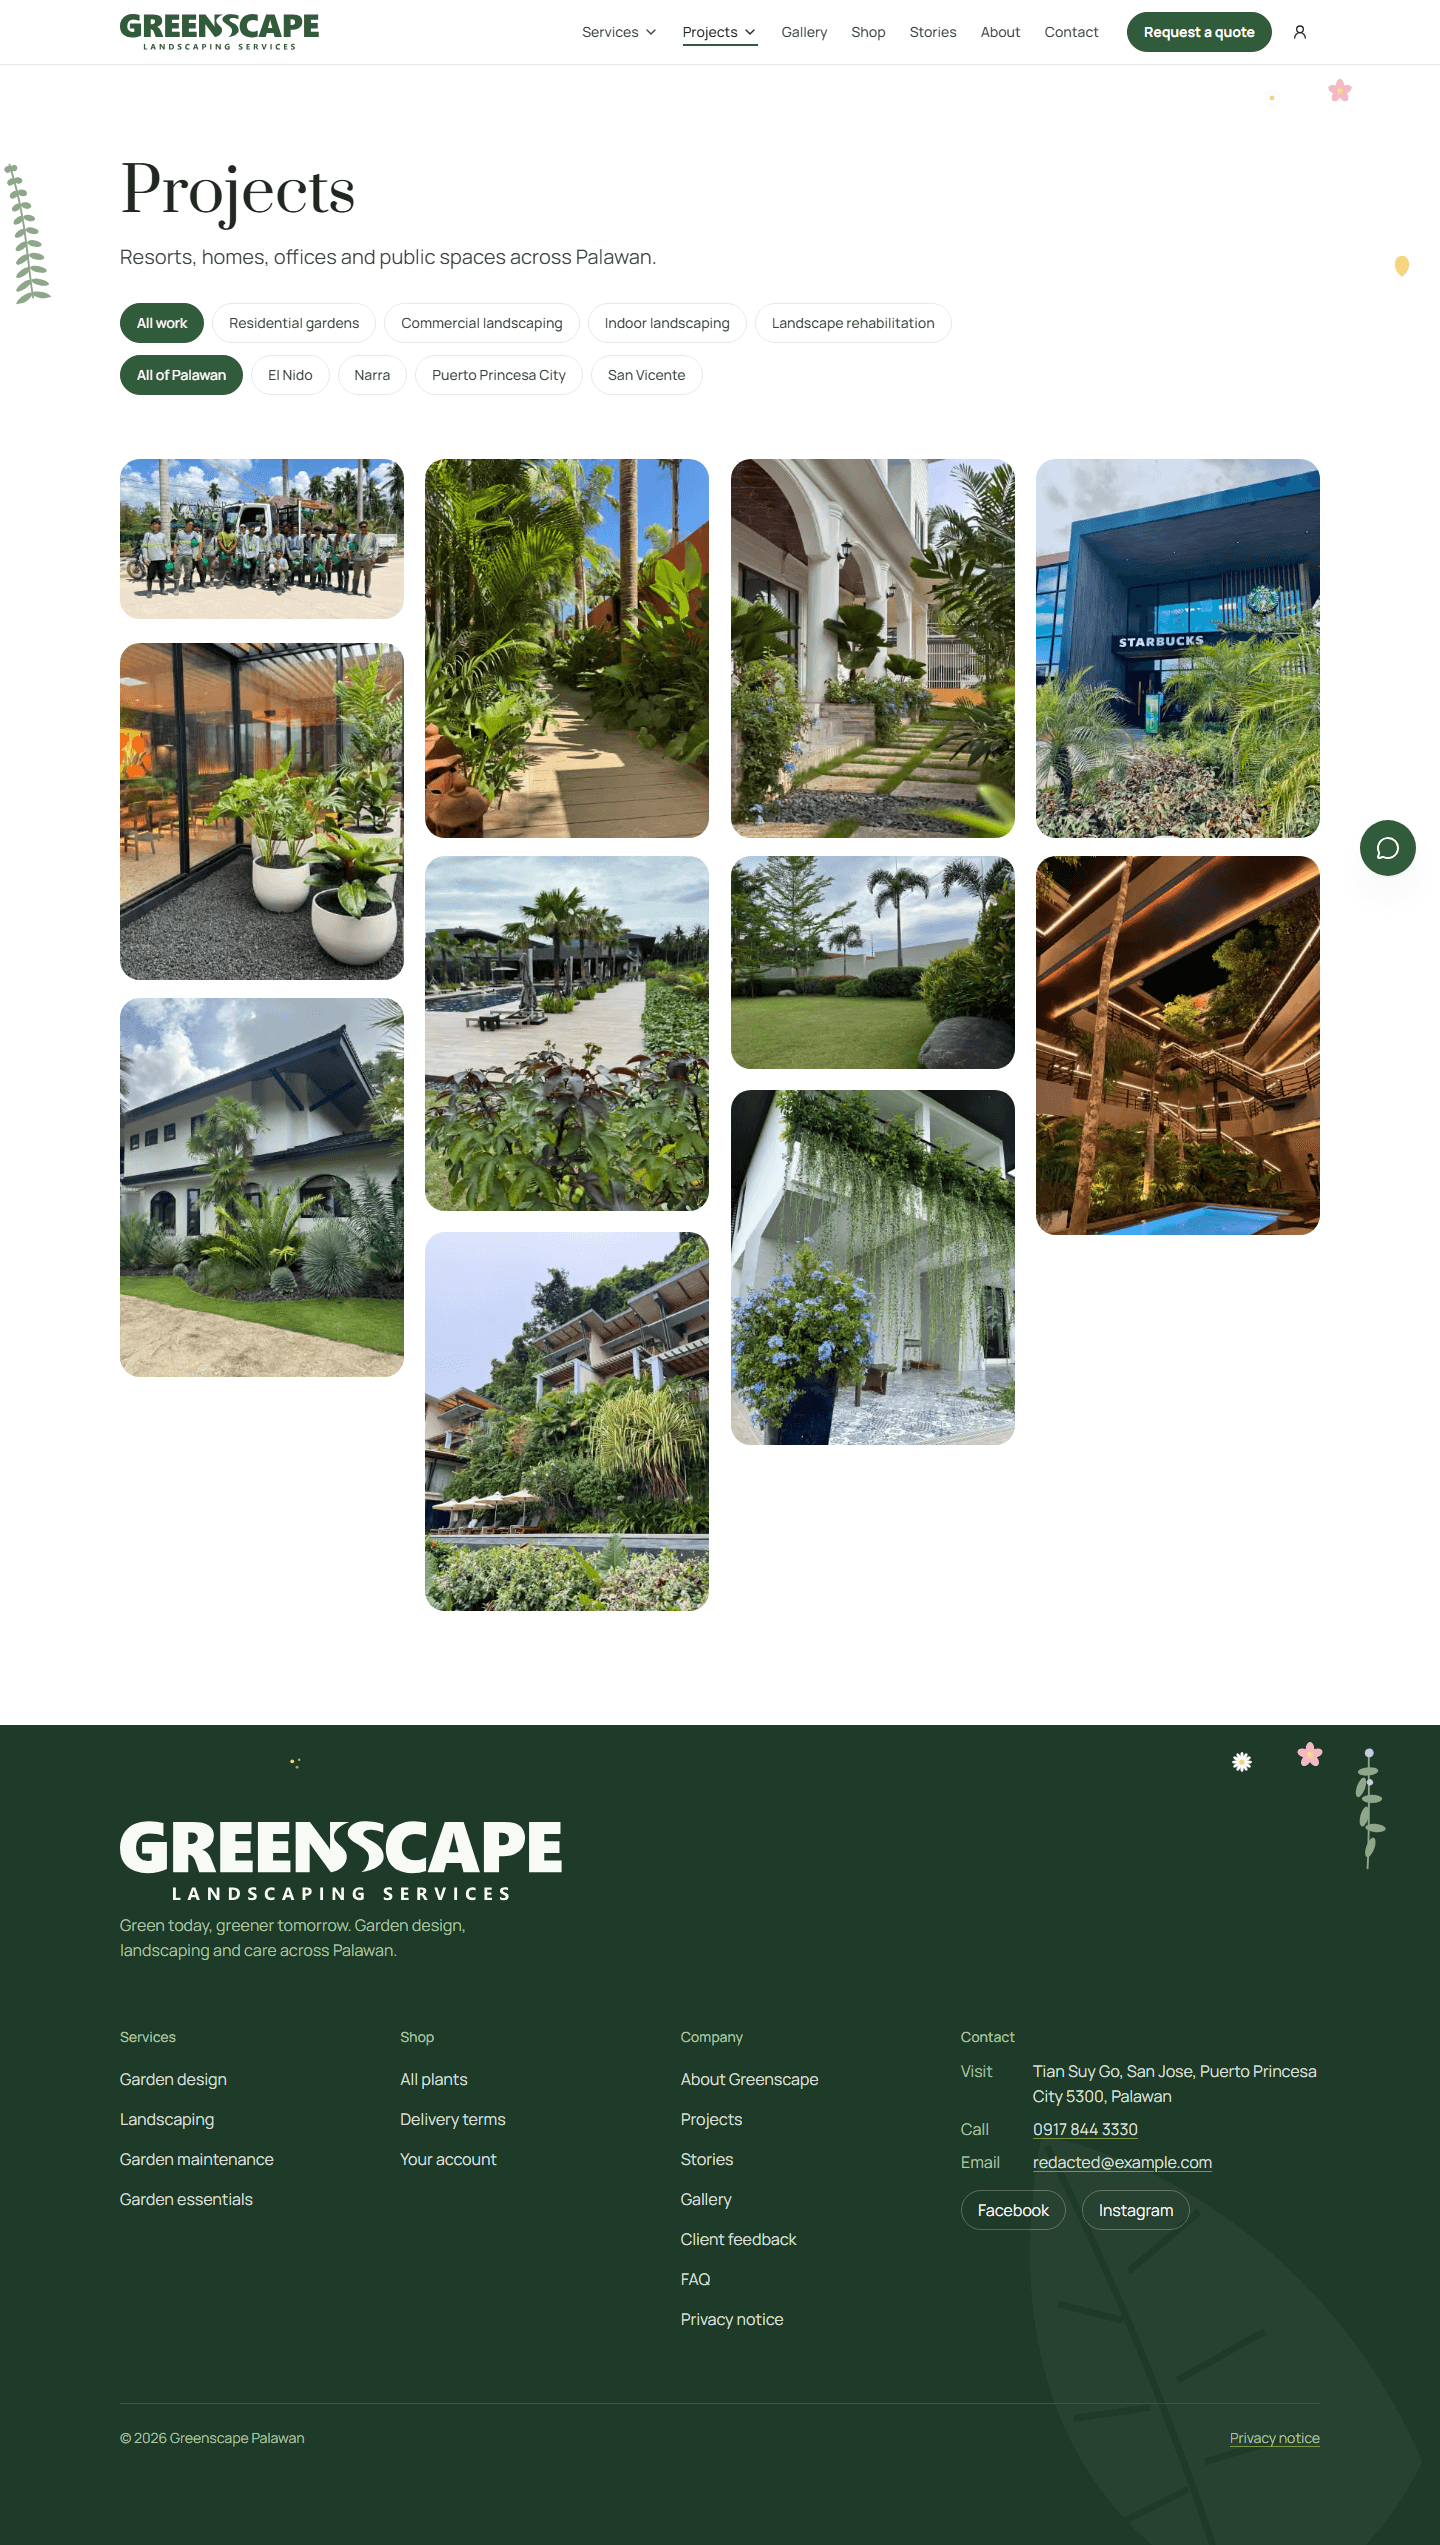 GREENSCAPE
LANDSCAPING SERVICES
Services
Projects
Gallery
Shop
Stories
About
Contact
Request a quote
Projects
Resorts, homes, offices and public spaces across Palawan.
All work
Residential gardens
Commercial landscaping
Indoor landscaping
Landscape rehabilitation
All of Palawan
El Nido
Narra
Puerto Princesa City
San Vicente
STARBUCKS
GREENSCAPE
LANDSCAPING SERVICES
Green today, greener tomorrow. Garden design,
landscaping and care across Palawan.
Services
Garden design
Landscaping
Garden maintenance
Garden essentials
Shop
All plants
Delivery terms
Your account
Company
About Greenscape
Projects
Stories
Gallery
Client feedback
FAQ
Privacy notice
Contact
Visit
Tian Suy Go, San Jose, Puerto Princesa
City 5300, Palawan
Call
0917 844 3330
Email
redacted@example.com
Facebook
Instagram
© 2026 Greenscape Palawan
Privacy notice